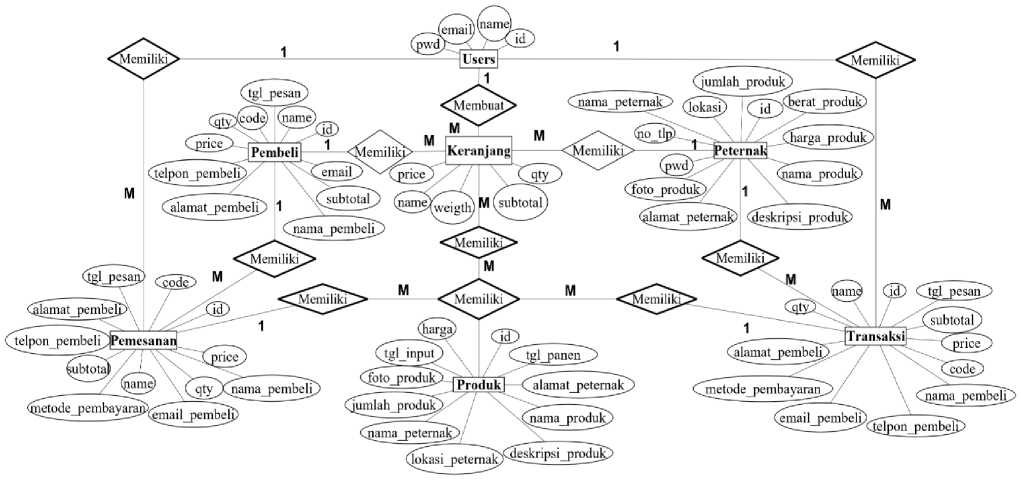 email
name
pwd
id
Users
1
1
1
Memiliki
Memiliki
Membuat
tgl_pesan
qty
code
name
id
price
Pembeli
1
telpon_pembeli
email
alamat_pembeli
subtotal
nama_pembeli
1
Memiliki
M
M
M
Keranjang
M
Memiliki
price
qty
name
weigth
subtotal
M
jumlah_produk
nama_peternak
lokasi
id
berat_produk
no_tlp
1
Peternak
harga_produk
pwd
nama_produk
foto_produk
alamat_peternak
deskripsi_produk
1
M
M
Memiliki
Memiliki
Memiliki
M
M
M
tgl_pesan
code
alamat_pembeli
id
telpon_pembeli
Pemesanan
subtotal
price
name
qty
nama_pembeli
metode_pembayaran
email_pembeli
1
Memiliki
M
Memiliki
M
Memiliki
1
harga
id
tgl_input
tgl_panen
foto_produk
Produk
alamat_peternak
jumlah_produk
nama_produk
nama_peternak
lokasi_peternak
deskripsi_produk
name
id
tgl_pesan
qty
subtotal
Transaksi
price
alamat_pembeli
code
metode_pembayaran
nama_pembeli
email_pembeli
telpon_pembeli